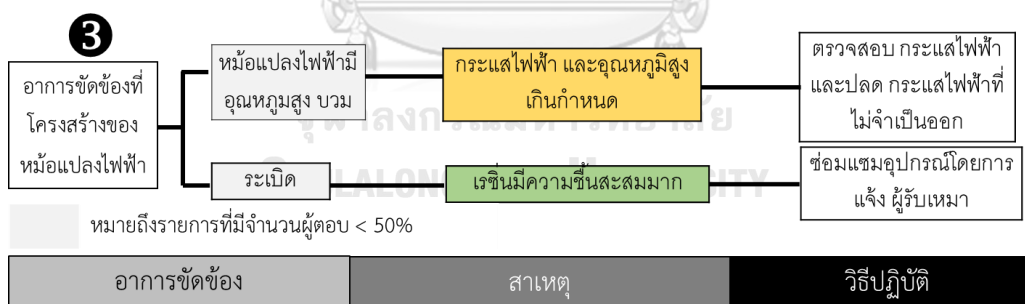 3
อาการขัดข้องที่
โครงสร้างของ
หม้อแปลงไฟฟ้า
หม้อแปลงไฟฟ้ามี
อุณหภูมสูง บวม
กระแสไฟฟ้า และอุณหภูมิสูง
เกินกำหนด
ตรวจสอบ กระแสไฟฟ้า
และปลด กระแสไฟฟ้าที่
ไม่จำเป็นออก
ระเบิด
เรซิ่นมีความชื้นสะสมมาก
ซ่อมแซมอุปกรณ์โดยการ
แจ้ง ผู้รับเหมา
หมายถึงรายการที่มีจำนวนผู้ตอบ < 50%
อาการขัดข้อง
สาเหตุ
วิธีปฏิบัติ